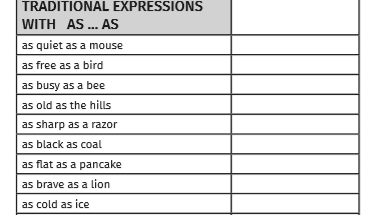 TRADITIONAL EXPRESSIONS
WITH AS ... AS
as quiet as a mouse
as free as a bird
as busy as a bee
as old as the hills
as sharp as a razor
as black as coal
as flat as a pancake
as brave as a lion
as cold as ice